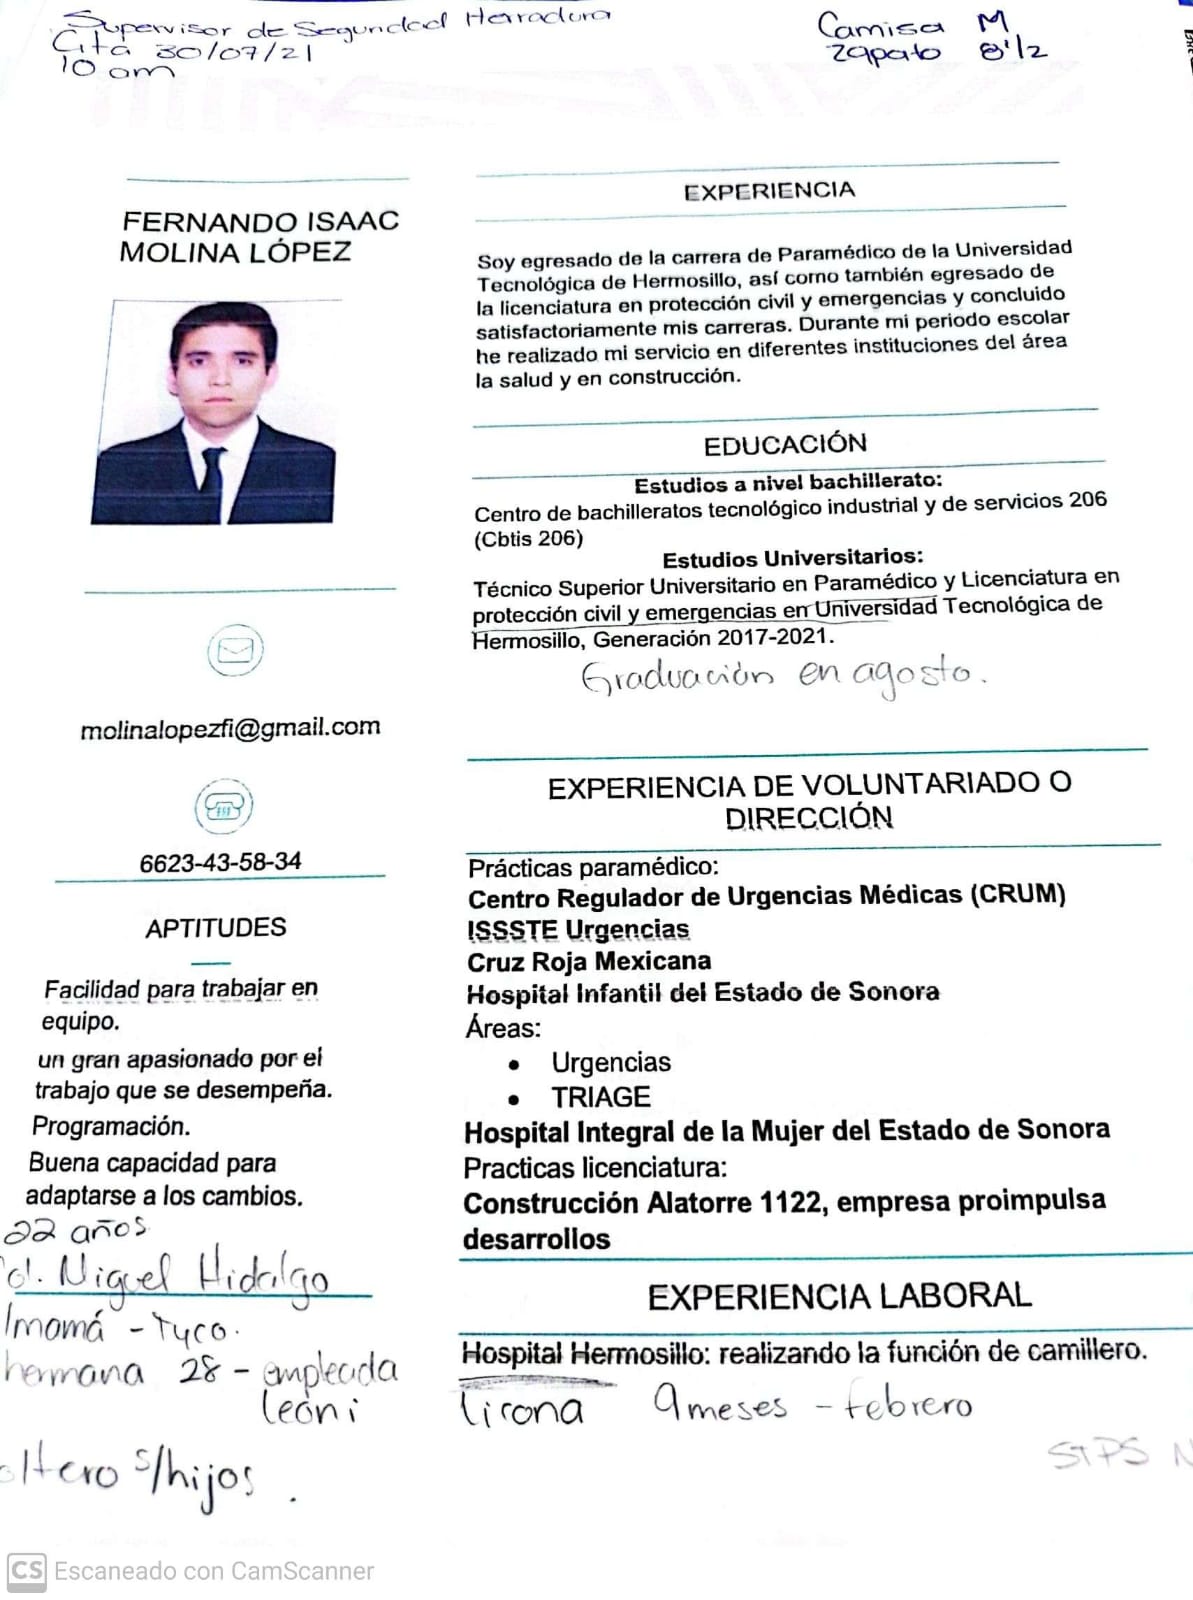 Supervisor de Seguridad Herradura
Cita 30/07/21
10 am
Camisa M
zapato 8 1/2
FERNANDO ISAAC
MOLINA LÓPEZ
molinalopezfi@gmail.com
6623-43-58-34
APTITUDES
Facilidad para trabajar en
equipo.
un gran apasionado por el
trabajo que se desempeña.
Programación.
Buena capacidad para
adaptarse a los cambios.
22 años
ol. Miguel Hidalgo
mamá - Tyco.
hermana 28 - empleada
leoni
oltero s/hijos.
EXPERIENCIA
Soy egresado de la carrera de Paramédico de la Universidad
Tecnológica de Hermosillo, así como también egresado de
la licenciatura en protección civil y emergencias y concluido
satisfactoriamente mis carreras. Durante mi periodo escolar
he realizado mi servicio en diferentes instituciones del área
la salud y en construcción.
EDUCACIÓN
Estudios a nivel bachillerato:
Centro de bachilleratos tecnológico industrial y de servicios 206
(Cbtis 206)
Estudios Universitarios:
Técnico Superior Universitario en Paramédico y Licenciatura en
protección civil y emergencias en Universidad Tecnológica de
Hermosillo, Generación 2017-2021.
Graduación en agosto.
EXPERIENCIA DE VOLUNTARIADO O
DIRECCIÓN
Prácticas paramédico:
Centro Regulador de Urgencias Médicas (CRUM)
ISSSTE Urgencias
Cruz Roja Mexicana
Hospital Infantil del Estado de Sonora
Áreas:
• Urgencias
• TRIAGE
Hospital Integral de la Mujer del Estado de Sonora
Practicas licenciatura:
Construcción Alatorre 1122, empresa proimpulsa
desarrollos
EXPERIENCIA LABORAL
Hospital Hermosillo: realizando la función de camillero.
9 meses - febrero
STPS N
CS Escaneado con CamScanner